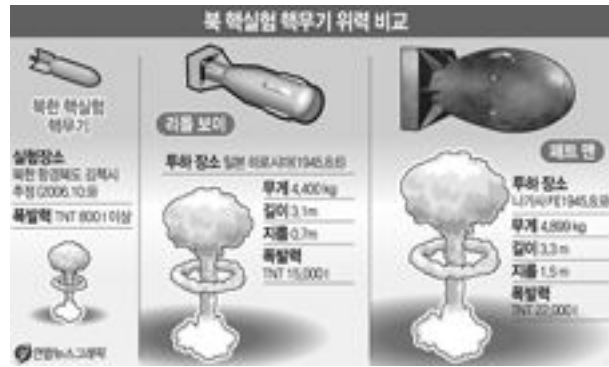 북 핵실험 핵무기 위력 비교
북한 핵실험
핵무기
실험장소
북한 함경북도 김책시
추정(2006.10.9)
폭발력 TNT 800t 이상
리틀 보이
투하 장소 일본 히로시마(1945.8.6)
무게 4,400kg
길이 3.1m
지름 0.7m
폭발력
TNT 15,000t
패트 맨
투하 장소
나가사키(1945.8.9)
무게 4,899kg
길이 3.3m
지름 1.5m
폭발력
TNT 22,000t
연합뉴스그래픽